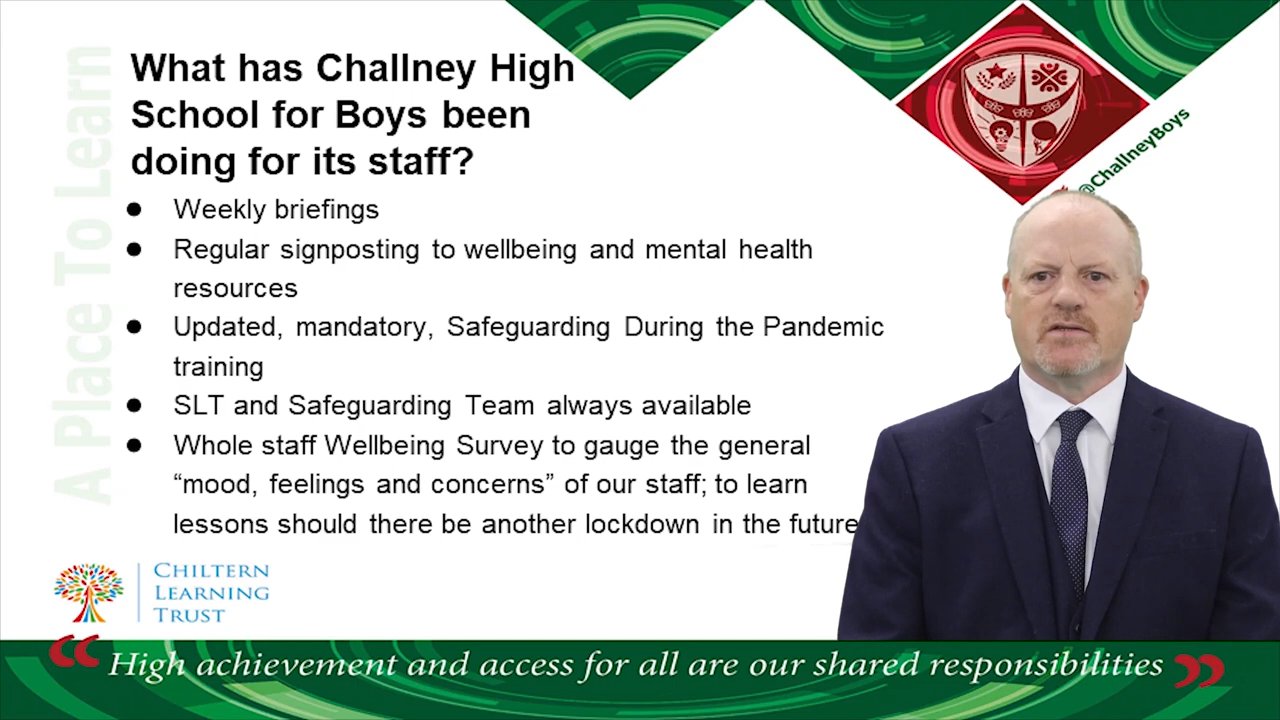 What has Challney High
School for Boys been
doing for its staff?
● Weekly briefings
● Regular signposting to wellbeing and mental health
resources
● Updated, mandatory, Safeguarding During the Pandemic
training
● SLT and Safeguarding Team always available
● Whole staff Wellbeing Survey to gauge the general
“mood, feelings and concerns” of our staff; to learn
lessons should there be another lockdown in the future
A Place To Learn
@ChallneyBoys
CHILTERN
LEARNING
TRUST
“High achievement and access for all are our shared responsibilities”